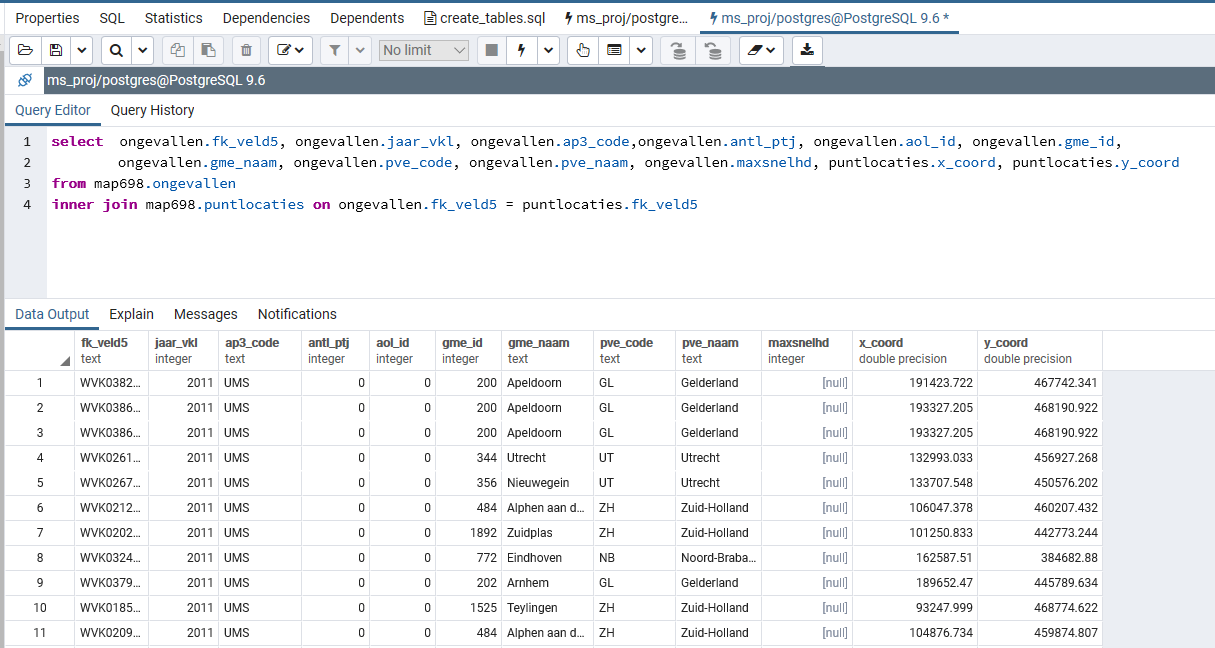 Properties SQL Statistics Dependencies Dependents create_tables.sql ms_proj/postgre... ms_proj/postgres@PostgreSQL 9.6 *
No limit
ms_proj/postgres@PostgreSQL 9.6
Query Editor Query History
1 select ongevallen.fk_veld5, ongevallen.jaar_vkl, ongevallen.ap3_code,ongevallen.antl_ptj, ongevallen.aol_id, ongevallen.gme_id,
2 ongevallen.gme_naam, ongevallen.pve_code, ongevallen.pve_naam, ongevallen.maxsnelhd, puntlocaties.x_coord, puntlocaties.y_coord
3 from map698.ongevallen
4 inner join map698.puntlocaties on ongevallen.fk_veld5 = puntlocaties.fk_veld5
Data Output Explain Messages Notifications
fk_veld5 jaar_vkl ap3_code antl_ptj aol_id gme_id gme_naam pve_code pve_naam maxsnelhd x_coord y_coord
text integer text integer integer integer text text text integer double precision double precision
1 WVK0382... 2011 UMS 0 0 200 Apeldoorn GL Gelderland [null] 191423.722 467742.341
2 WVK0386... 2011 UMS 0 0 200 Apeldoorn GL Gelderland [null] 193327.205 468190.922
3 WVK0386... 2011 UMS 0 0 200 Apeldoorn GL Gelderland [null] 193327.205 468190.922
4 WVK0261... 2011 UMS 0 0 344 Utrecht UT Utrecht [null] 132993.033 456927.268
5 WVK0267... 2011 UMS 0 0 356 Nieuwegein UT Utrecht [null] 133707.548 450576.202
6 WVK0212... 2011 UMS 0 0 484 Alphen aan d... ZH Zuid-Holland [null] 106047.378 460207.432
7 WVK0202... 2011 UMS 0 0 1892 Zuidplas ZH Zuid-Holland [null] 101250.833 442773.244
8 WVK0324... 2011 UMS 0 0 772 Eindhoven NB Noord-Braba... [null] 162587.51 384682.88
9 WVK0379... 2011 UMS 0 0 202 Arnhem GL Gelderland [null] 189652.47 445789.634
10 WVK0185... 2011 UMS 0 0 1525 Teylingen ZH Zuid-Holland [null] 93247.999 468774.622
11 WVK0209... 2011 UMS 0 0 484 Alphen aan d... ZH Zuid-Holland [null] 104876.734 459874.807